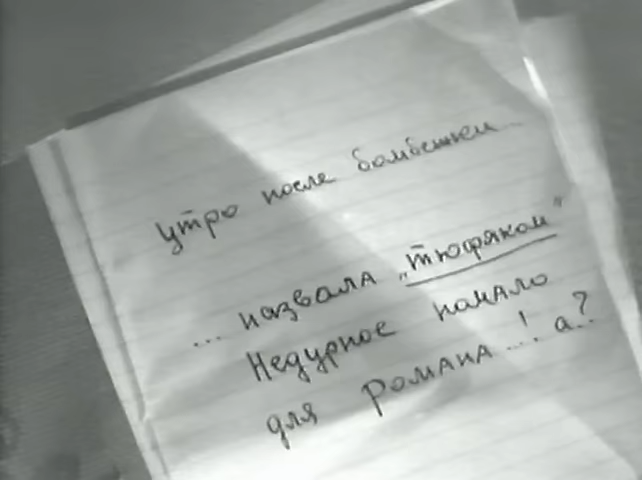 утро после бомбежки...
... назвала „тюфяком"
Недурное начало
для романа...! а?..